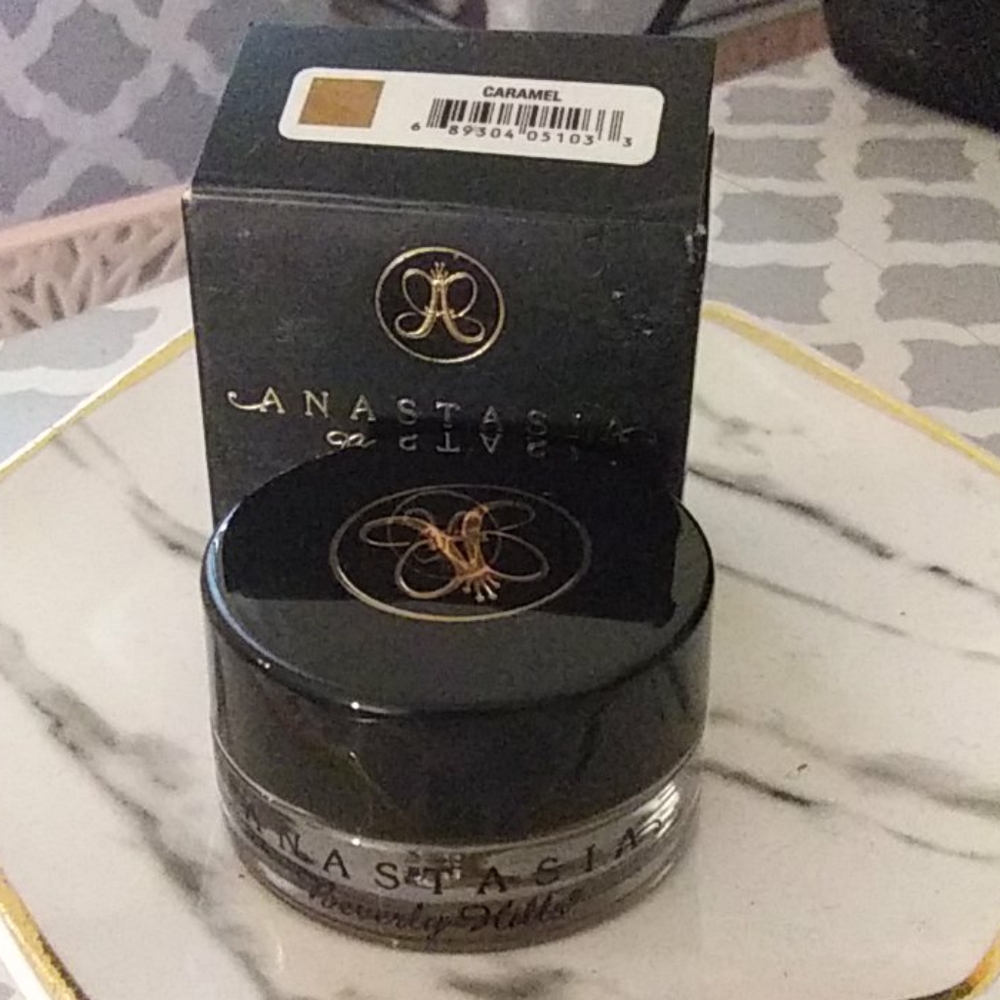 CARAMEL
6 89304 05103 3
ANASTASIA
ANASTASIA
Beverly Hills